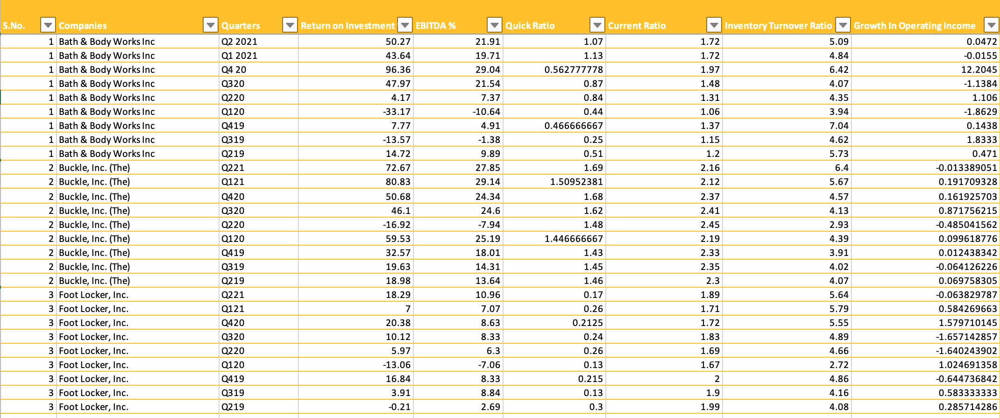 S.No. Companies Quarters Return on Investment EBITDA % Quick Ratio Current Ratio Inventory Turnover Ratio Growth In Operating Income
1 Bath & Body Works Inc Q2 2021 50.27 21.91 1.07 1.72 5.09 0.0472
1 Bath & Body Works Inc Q1 2021 43.64 19.71 1.13 1.72 4.84 -0.0155
1 Bath & Body Works Inc Q4 20 96.36 29.04 0.562777778 1.97 6.42 12.2045
1 Bath & Body Works Inc Q320 47.97 21.54 0.87 1.48 4.07 -1.1384
1 Bath & Body Works Inc Q220 4.17 7.37 0.84 1.31 4.35 1.106
1 Bath & Body Works Inc Q120 -33.17 -10.64 0.44 1.06 3.94 -1.8629
1 Bath & Body Works Inc Q419 7.77 4.91 0.466666667 1.37 7.04 0.1438
1 Bath & Body Works Inc Q319 -13.57 -1.38 0.25 1.15 4.62 1.8333
1 Bath & Body Works Inc Q219 14.72 9.89 0.51 1.2 5.73 0.471
2 Buckle, Inc. (The) Q221 72.67 27.85 1.69 2.16 6.4 -0.013389051
2 Buckle, Inc. (The) Q121 80.83 29.14 1.50952381 2.12 5.67 0.191709328
2 Buckle, Inc. (The) Q420 50.68 24.34 1.68 2.37 4.57 0.161925703
2 Buckle, Inc. (The) Q320 46.1 24.6 1.62 2.41 4.13 0.871756215
2 Buckle, Inc. (The) Q220 -16.92 -7.94 1.48 2.45 2.93 -0.485041562
2 Buckle, Inc. (The) Q120 59.53 25.19 1.446666667 2.19 4.39 0.099618776
2 Buckle, Inc. (The) Q419 32.57 18.01 1.43 2.33 3.91 0.012438342
2 Buckle, Inc. (The) Q319 19.63 14.31 1.45 2.35 4.02 -0.064126226
2 Buckle, Inc. (The) Q219 18.98 13.64 1.46 2.3 4.07 0.069758305
3 Foot Locker, Inc. Q221 18.29 10.96 0.17 1.89 5.64 -0.063829787
3 Foot Locker, Inc. Q121 7 7.07 0.26 1.71 5.79 0.584269663
3 Foot Locker, Inc. Q420 20.38 8.63 0.2125 1.72 5.55 1.579710145
3 Foot Locker, Inc. Q320 10.12 8.33 0.24 1.83 4.89 -1.657142857
3 Foot Locker, Inc. Q220 5.97 6.3 0.26 1.69 4.66 -1.640243902
3 Foot Locker, Inc. Q120 -13.06 -7.06 0.13 1.67 2.72 1.024691358
3 Foot Locker, Inc. Q419 16.84 8.33 0.215 2 4.86 -0.644736842
3 Foot Locker, Inc. Q319 3.91 8.84 0.13 1.9 4.16 0.583333333
3 Foot Locker, Inc. Q219 -0.21 2.69 0.3 1.99 4.08 0.285714286